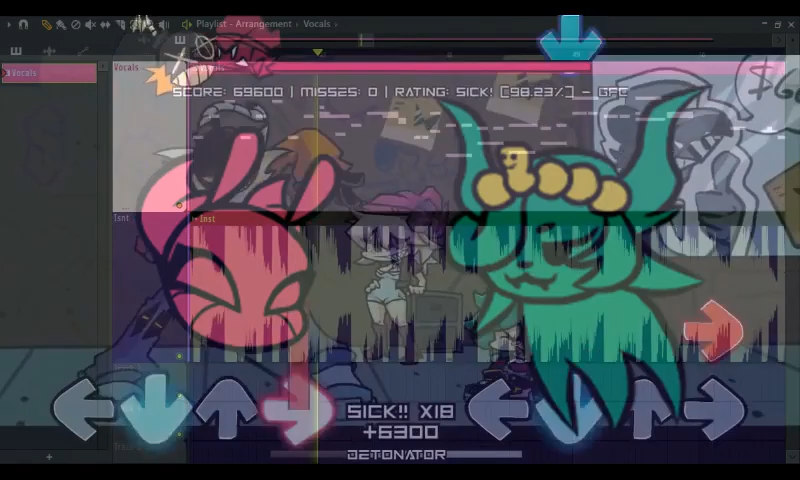 Playlist - Arrangement › Vocals ›
Vocals
Vocals
SCORE: 69600 | MISSES: 0 | RATING: SICK! [98.23%] - GFC
Isnt
Inst
SICK!! X18
+6300
DETONATOR